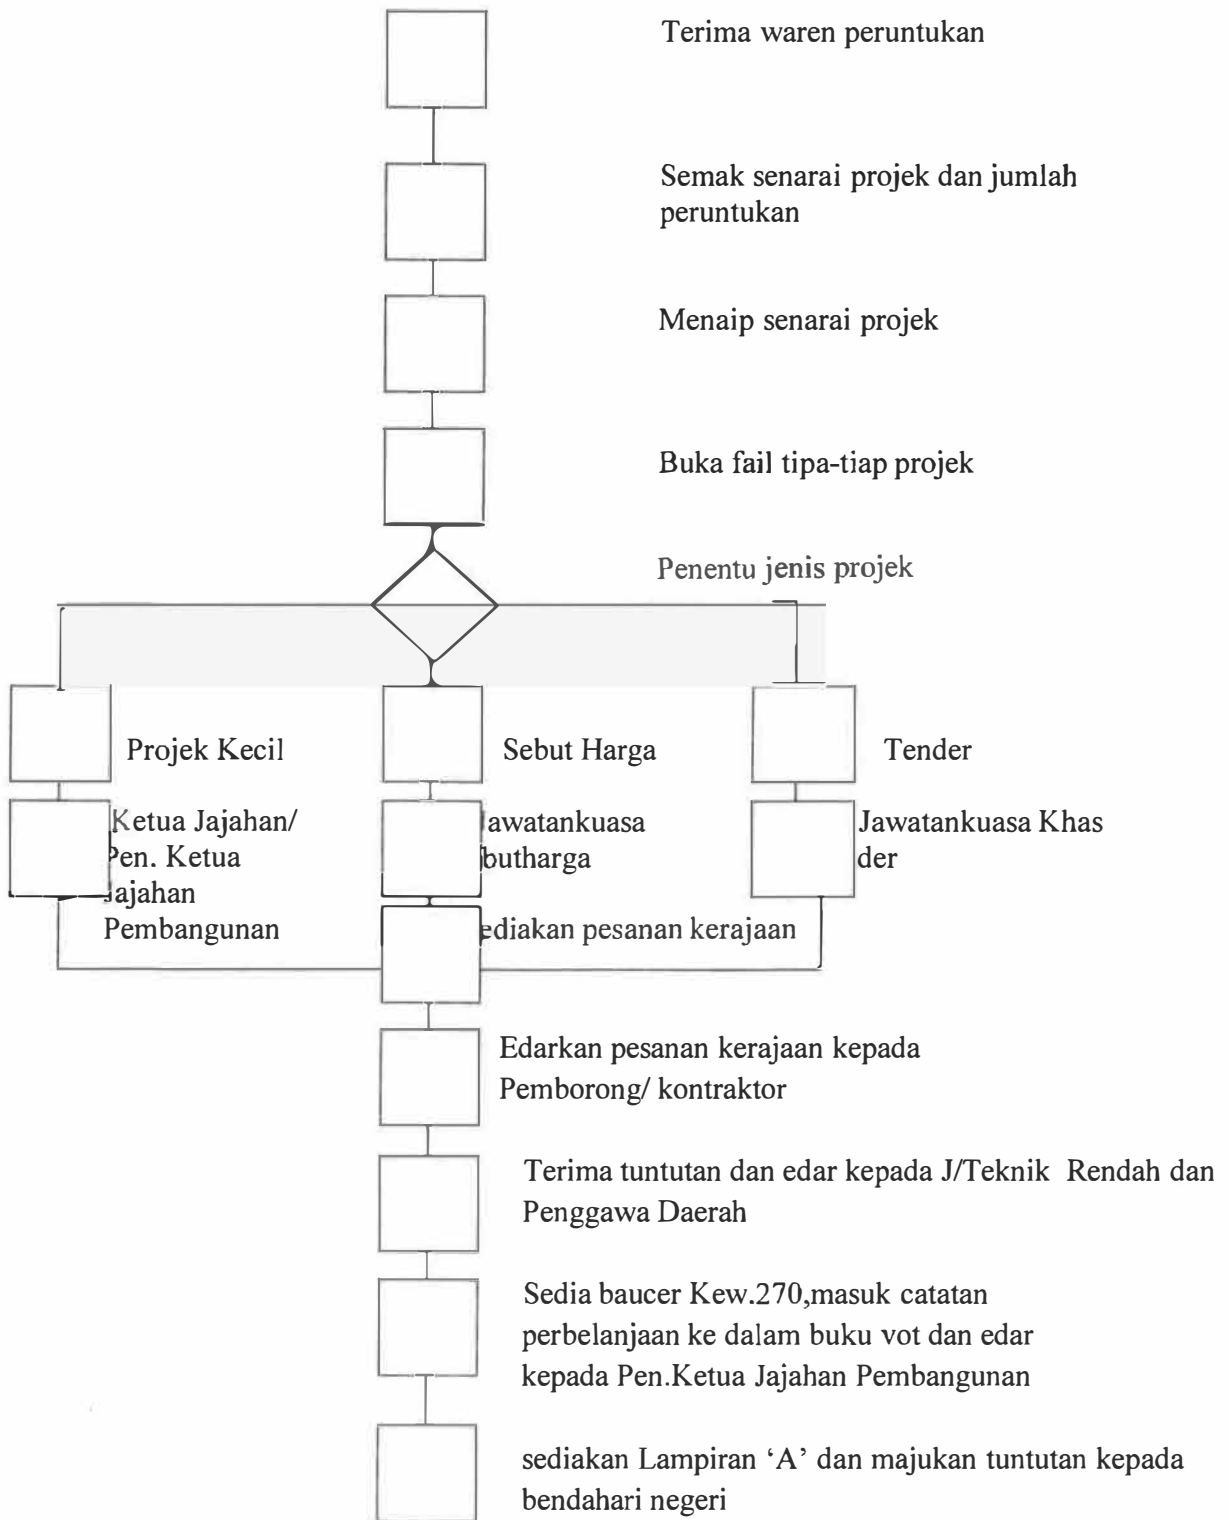 Terima waren peruntukan
Semak senarai projek dan jumlah
peruntukan
Menaip senarai projek
Buka fail tipa-tiap projek
Penentu jenis projek
Projek Kecil
Sebut Harga
Tender
Ketua Jajahan/
Pen. Ketua
Jajahan
Pembangunan
awatankuasa
butharga
Jawatankuasa Khas
der
ediakan pesanan kerajaan
Edarkan pesanan kerajaan kepada
Pemborong/ kontraktor
Terima tuntutan dan edar kepada J/Teknik Rendah dan
Penggawa Daerah
Sedia baucer Kew.270,masuk catatan
perbelanjaan ke dalam buku vot dan edar
kepada Pen.Ketua Jajahan Pembangunan
sediakan Lampiran ‘A’ dan majukan tuntutan kepada
bendahari negeri